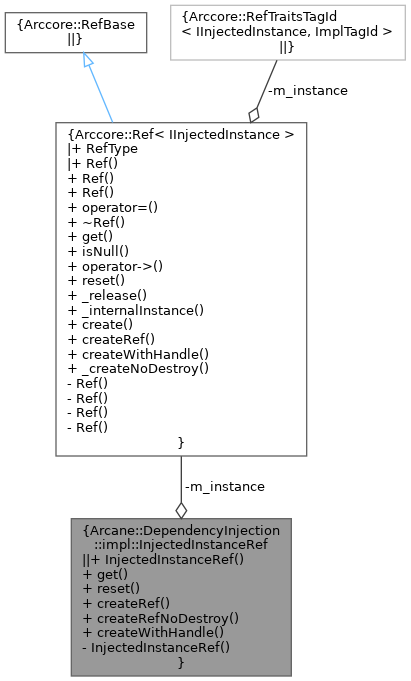 {Arccore::RefBase
||}
{Arccore::RefTraitsTagId
< IInjectedInstance, ImplTagId >
||}
-m_instance
{Arccore::Ref< IInjectedInstance >
|+ RefType
|+ Ref()
+ Ref()
+ Ref()
+ operator=()
+ ~Ref()
+ get()
+ isNull()
+ operator->()
+ reset()
+ _release()
+ _internalInstance()
+ create()
+ createRef()
+ createWithHandle()
+ _createNoDestroy()
- Ref()
- Ref()
- Ref()
- Ref()
}
-m_instance
{Arcane::DependencyInjection
::impl::InjectedInstanceRef
||+ InjectedInstanceRef()
+ get()
+ reset()
+ createRef()
+ createRefNoDestroy()
+ createWithHandle()
- InjectedInstanceRef()
}